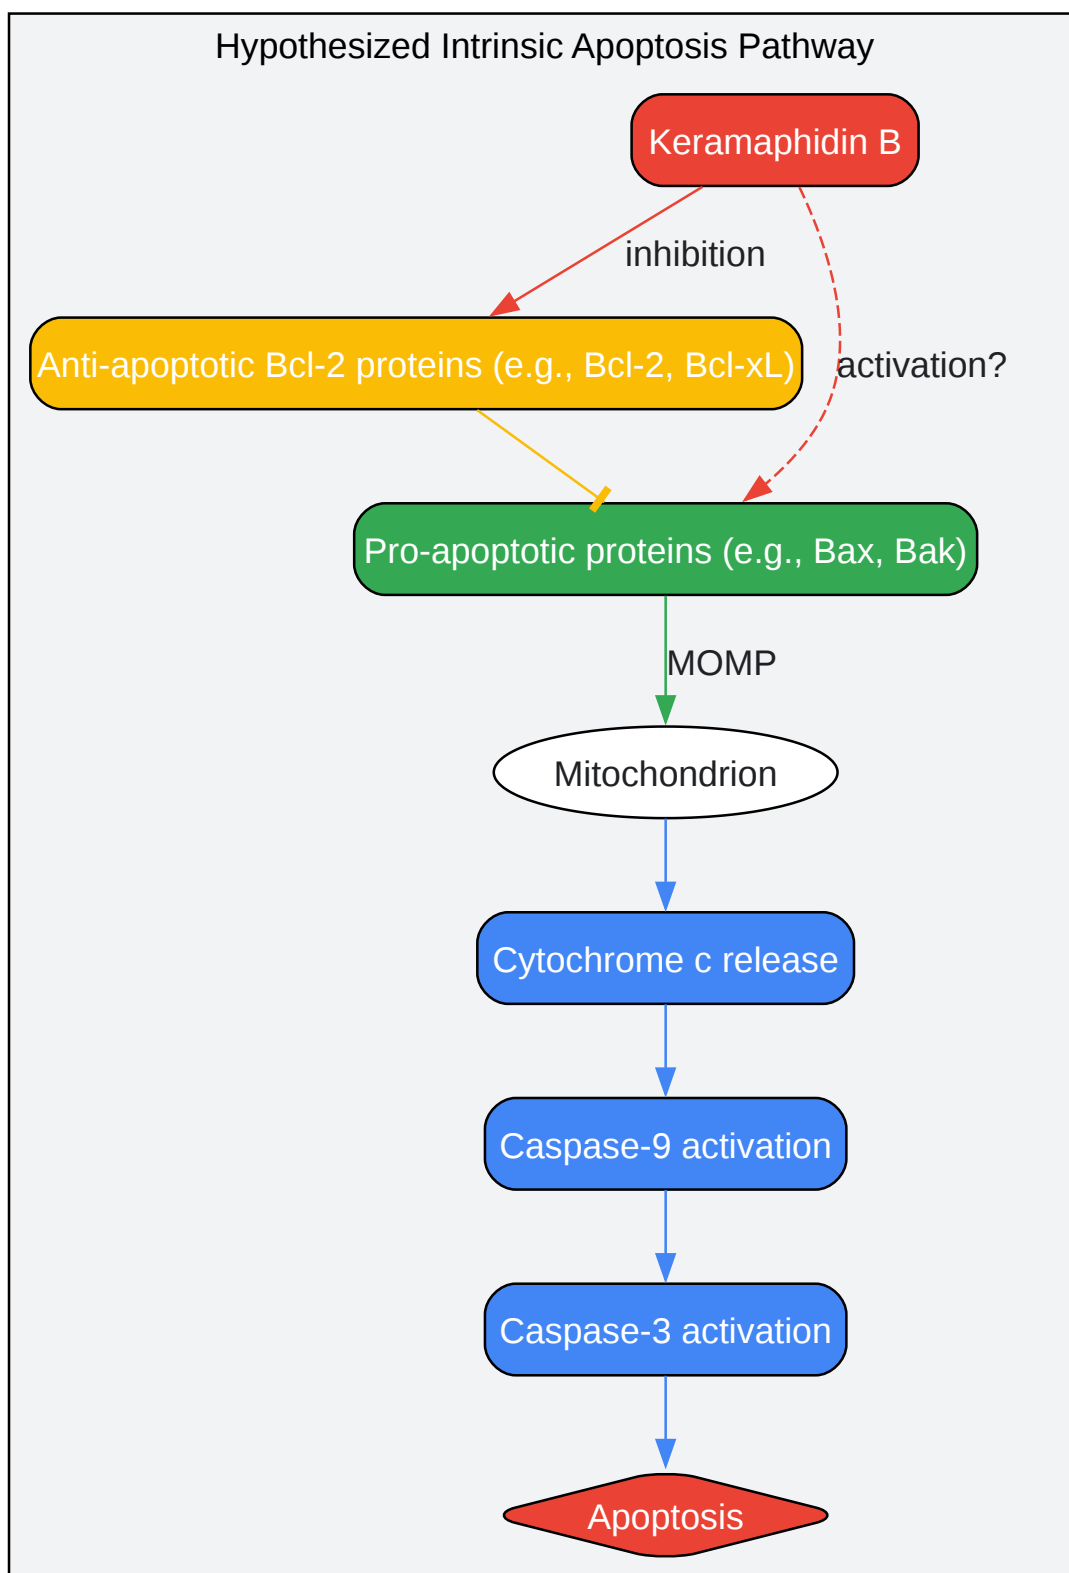 Hypothesized Intrinsic Apoptosis Pathway
Keramaphidin B
inhibition
Anti-apoptotic Bcl-2 proteins (e.g., Bcl-2, Bcl-xL)
activation?
Pro-apoptotic proteins (e.g., Bax, Bak)
MOMP
Mitochondrion
Cytochrome c release
Caspase-9 activation
Caspase-3 activation
Apoptosis